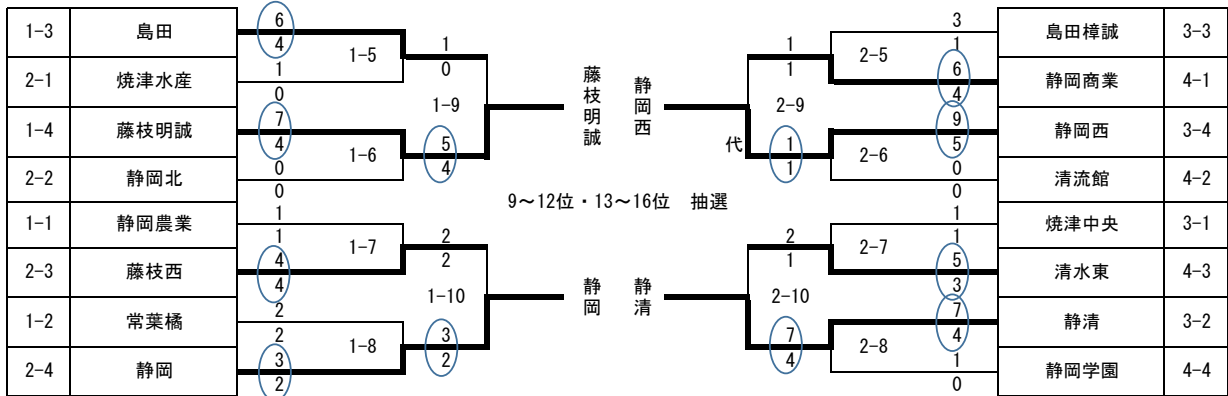 1-3 島田 6 3 島田樟誠 3-3
4 1-5 1 1 2-5 1
2-1 焼津水産 1 0 1 6 静岡商業 4-1
0 1-9 2-9 4
1-4 藤枝明誠 7 藤枝明誠 静岡西 9 静岡西 3-4
4 1-6 5 代 1 2-6 5
2-2 静岡北 0 4 1 0 清流館 4-2
0 9~12位・13~16位 抽選 0
1-1 静岡農業 1 1 焼津中央 3-1
1 1-7 2 2 2-7 1
2-3 藤枝西 4 2 1 5 清水東 4-3
4 1-10 2-10 3
1-2 常葉橘 2 静岡 静清 7 静清 3-2
2 1-8 3 7 2-8 4
2-4 静岡 3 2 4 1 静岡学園 4-4
2 0